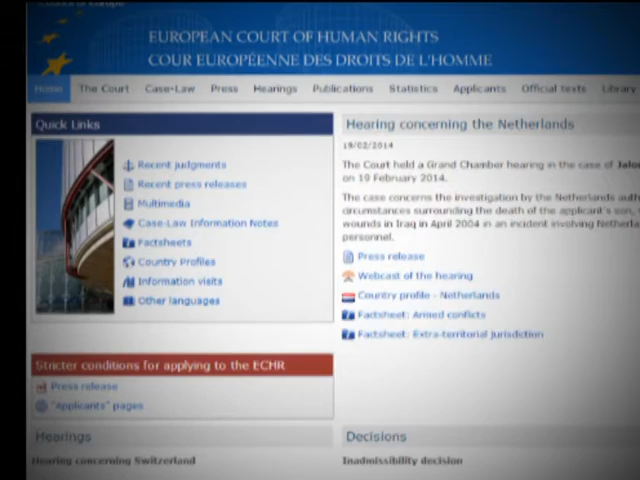 Council of Europe
EUROPEAN COURT OF HUMAN RIGHTS
COUR EUROPÉENNE DES DROITS DE L'HOMME
Home The Court Case-Law Press Hearings Publications Statistics Applicants Official texts Library
Quick Links
Recent judgments
Recent press releases
Multimedia
Case-Law Information Notes
Factsheets
Country Profiles
Information visits
Other languages
Stricter conditions for applying to the ECHR
Press release
"Applicants" pages
Hearings
Hearing concerning Switzerland
Hearing concerning the Netherlands
19/02/2014
The Court held a Grand Chamber hearing in the case of Jalo
on 19 February 2014.
The case concerns the investigation by the Netherlands auth
circumstances surrounding the death of the applicant's son,
wounds in Iraq in April 2004 in an incident involving Netherla
personnel.
Press release
Webcast of the hearing
Country profile - Netherlands
Factsheet: Armed conflicts
Factsheet: Extra-territorial jurisdiction
Decisions
Inadmissibility decision